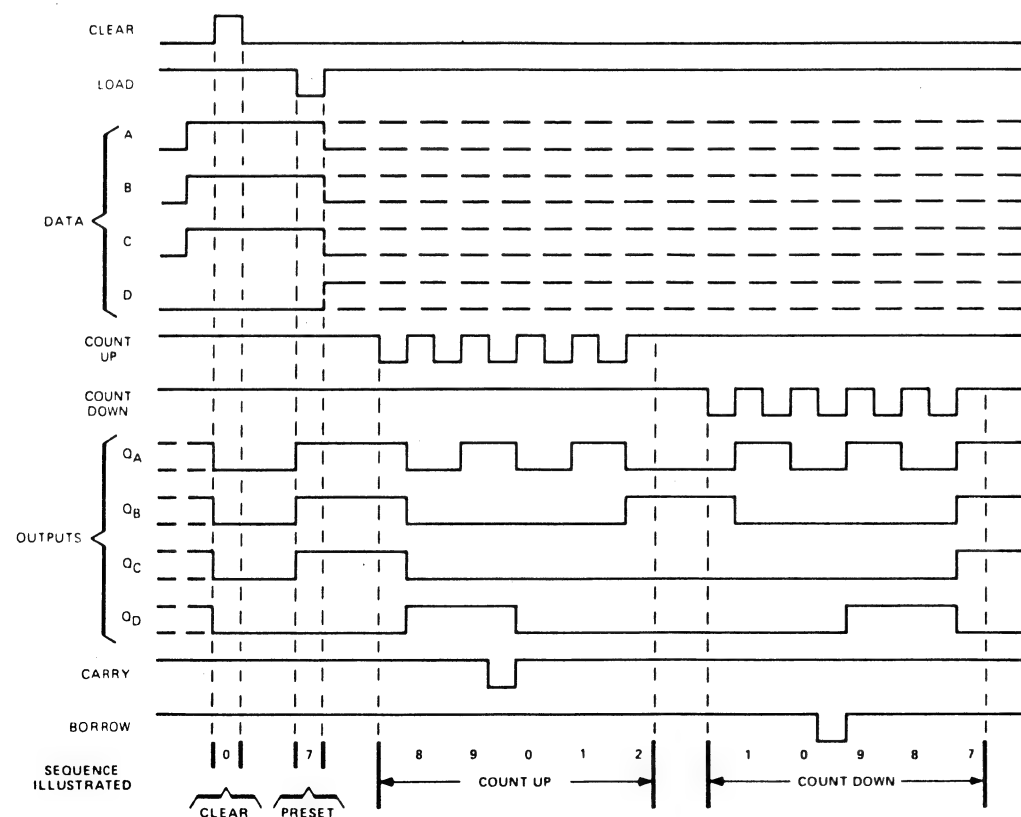 CLEAR
LOAD
A
B
DATA
C
D
COUNT
UP
COUNT
DOWN
QA
QB
OUTPUTS
QC
QD
CARRY
BORROW
SEQUENCE
ILLUSTRATED
0 7 8 9 0 1 2 1 0 9 8 7
COUNT UP COUNT DOWN
CLEAR PRESET